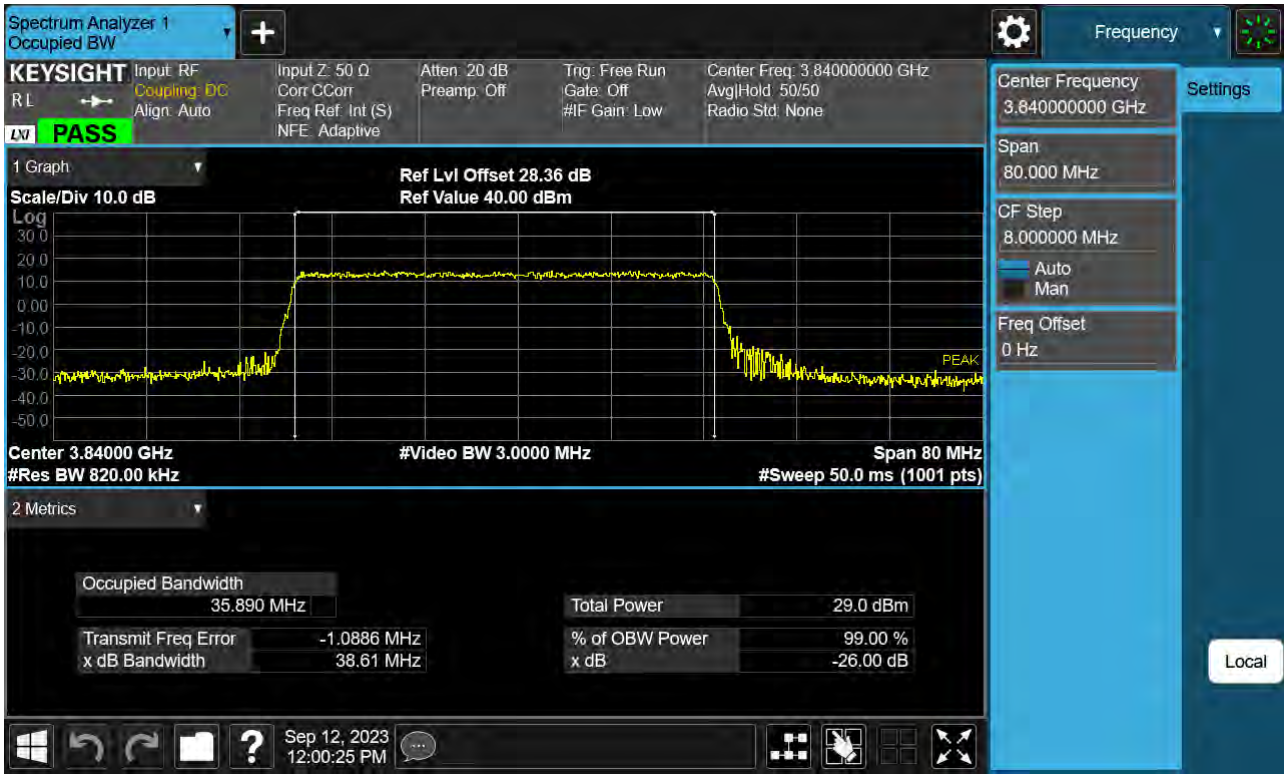 Spectrum Analyzer 1
Occupied BW
+
Frequency
KEYSIGHT
RL
LXI PASS
Input: RF
Coupling: DC
Align: Auto
Input Z: 50 Ω
Corr CCorr
Freq Ref: Int (S)
NFE: Adaptive
Atten: 20 dB
Preamp: Off
Trig: Free Run
Gate: Off
#IF Gain: Low
Center Freq: 3.840000000 GHz
Avg|Hold: 50/50
Radio Std: None
1 Graph
Scale/Div 10.0 dB
Ref Lvl Offset 28.36 dB
Ref Value 40.00 dBm
Log
30.0
20.0
10.0
0.00
-10.0
-20.0
-30.0
-40.0
-50.0
PEAK
Center 3.84000 GHz
#Video BW 3.0000 MHz
Span 80 MHz
#Res BW 820.00 kHz
#Sweep 50.0 ms (1001 pts)
2 Metrics
Occupied Bandwidth
35.890 MHz
Transmit Freq Error -1.0886 MHz
x dB Bandwidth 38.61 MHz
Total Power 29.0 dBm
% of OBW Power 99.00 %
x dB -26.00 dB
Center Frequency
3.840000000 GHz
Span
80.000 MHz
CF Step
8.000000 MHz
Auto
Man
Freq Offset
0 Hz
Settings
Local
?
Sep 12, 2023
12:00:25 PM